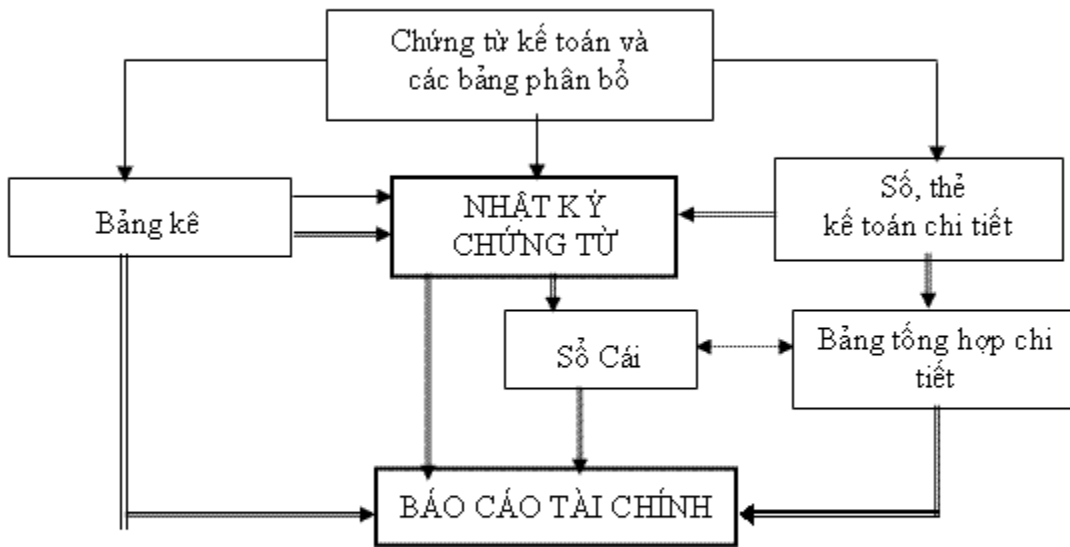 Chứng từ kế toán và
các bảng phân bổ
Bảng kê
NHẬT KÝ
CHỨNG TỪ
Số, thẻ
kế toán chi tiết
Sổ Cái
Bảng tổng hợp chi
tiết
BÁO CÁO TÀI CHÍNH